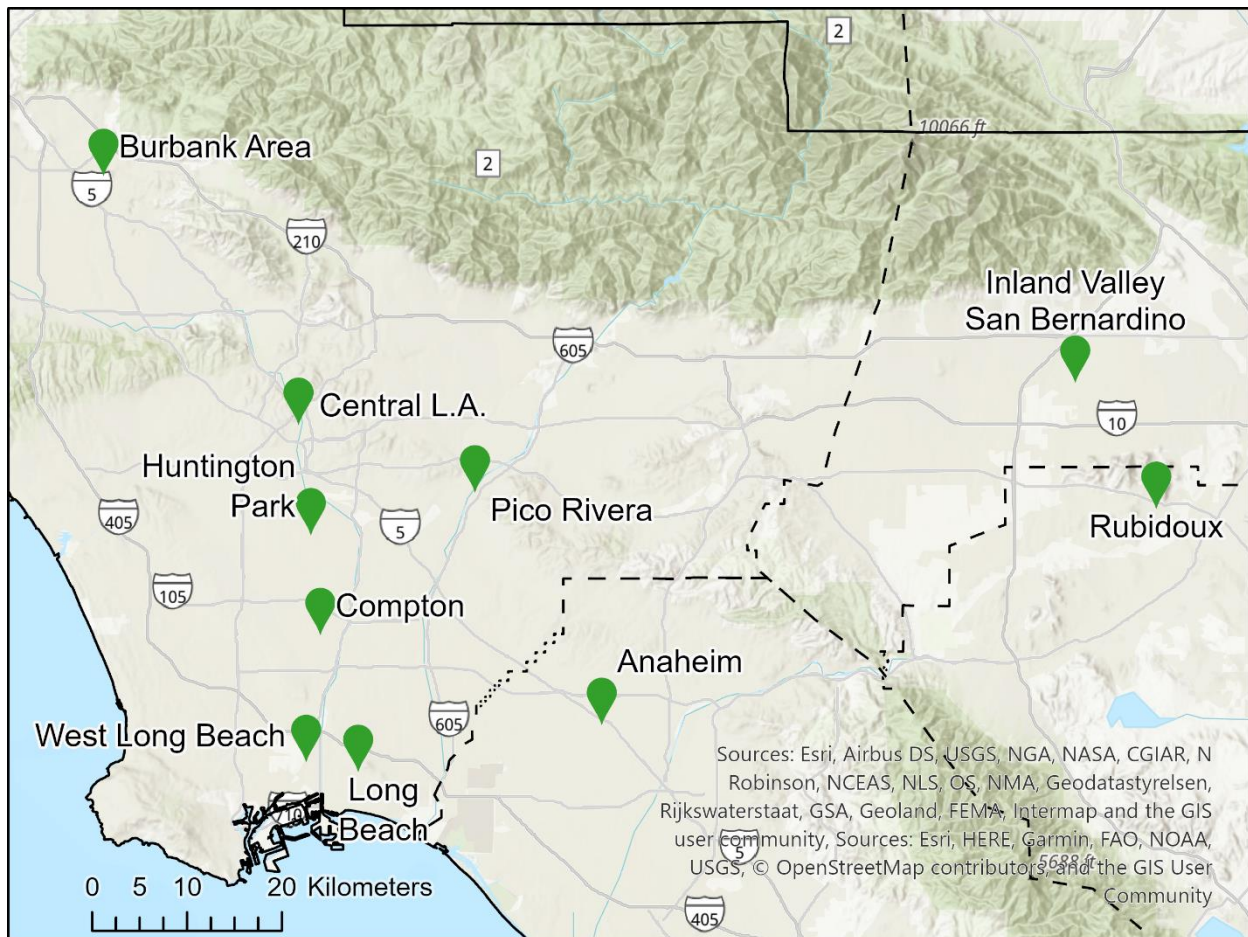 2
10066 ft
Burbank Area
2
5
210
Inland Valley
San Bernardino
605
Central L.A.
10
Huntington
Park
Pico Rivera
405
5
Rubidoux
105
Compton
Anaheim
605
West Long Beach
Long
Beach
710
Sources: Esri, Airbus DS, USGS, NGA, NASA, CGIAR, N
Robinson, NCEAS, NLS, OS, NMA, Geodatastyrelsen,
Rijkswaterstaat, GSA, Geoland, FEMA, Intermap and the GIS
user community, Sources: Esri, HERE, Garmin, FAO, NOAA,
USGS, © OpenStreetMap contributors, and the GIS User
Community
5
5688 ft
0 5 10 20 Kilometers
405